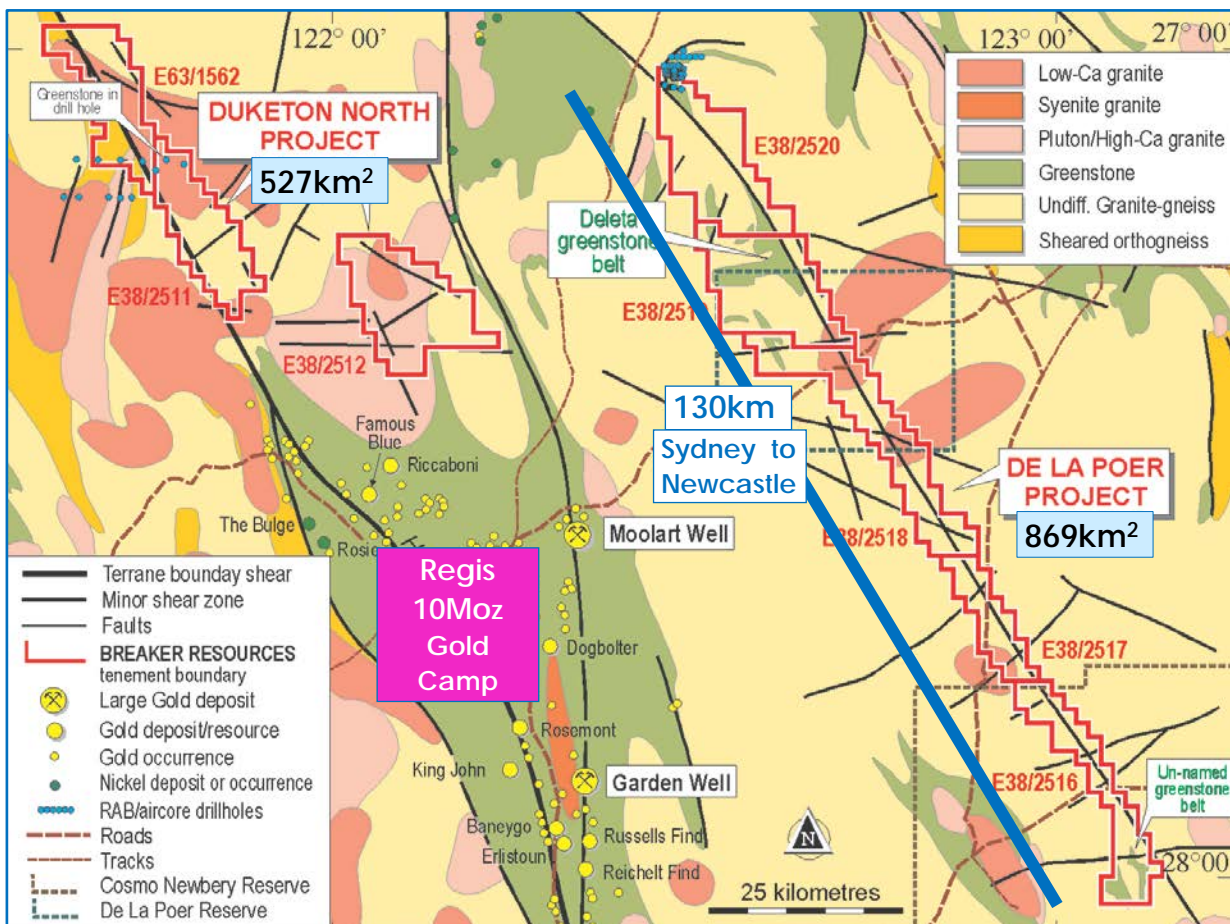 122° 00'
123° 00'
27° 00'
E63/1562
Greenstone in
drill hole
DUKETON NORTH
PROJECT
527km²
E38/2511
E38/2512
E38/2520
Deleta
greenstone
belt
130km
Sydney to
Newcastle
DE LA POER
PROJECT
869km²
E38/2518
E38/2517
E38/2516
Un-named
greenstone
belt
28° 00'
Low-Ca granite
Syenite granite
Pluton/High-Ca granite
Greenstone
Undiff. Granite-gneiss
Sheared orthogneiss
Famous
Blue
Riccaboni
The Bulge
Moolart Well
Regis
10Moz
Gold
Camp
Dogbolter
Rosemont
King John
Garden Well
Baneygo
Erlistoun
Russells Find
Reichelt Find
N
25 kilometres
Terrane bounday shear
Minor shear zone
Faults
BREAKER RESOURCES
tenement boundary
Large Gold deposit
Gold deposit/resource
Gold occurrence
Nickel deposit or occurrence
RAB/aircore drillholes
Roads
Tracks
Cosmo Newbery Reserve
De La Poer Reserve